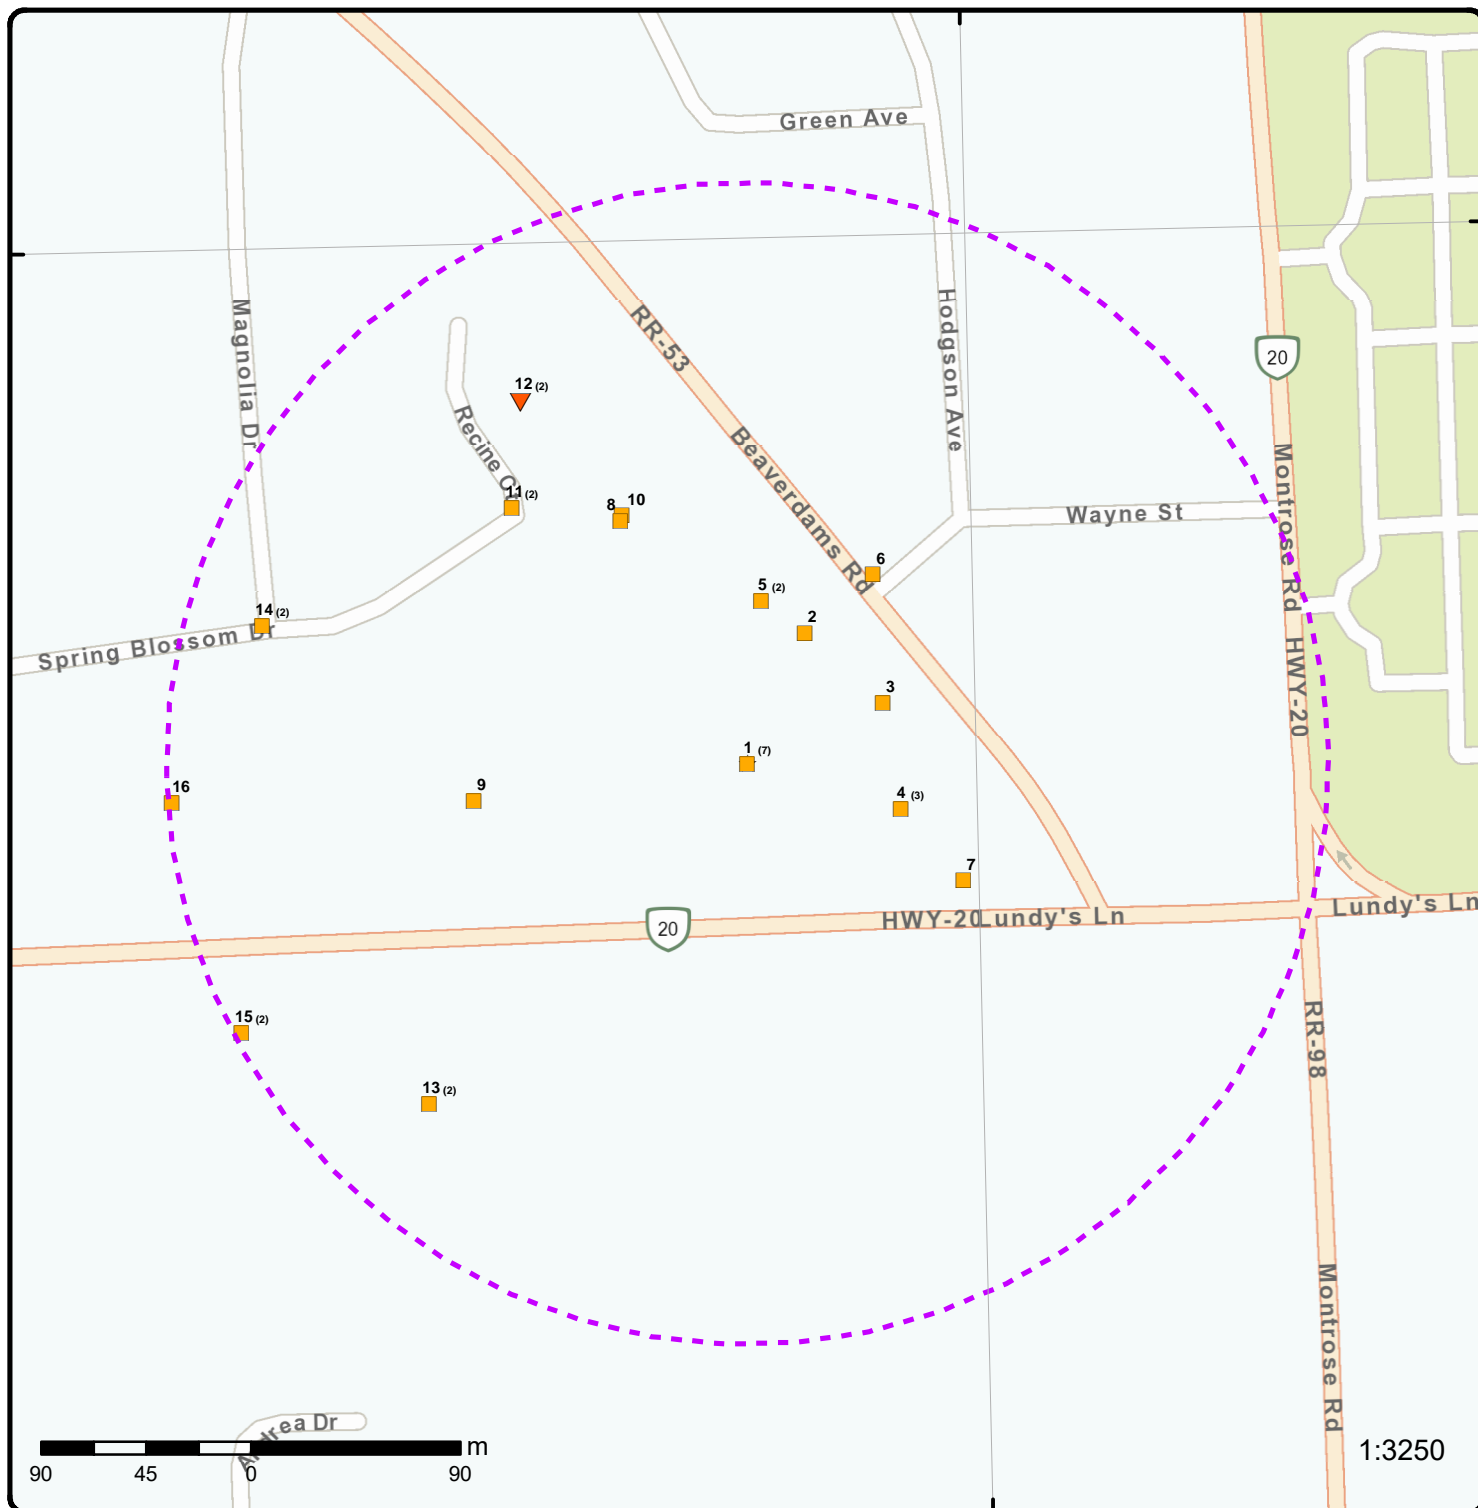 Green Ave
Magnolia Dr
RR-53
Hodgson Ave
20
12 (2)
Recine C
Beaverdams Rd
Montrose Rd
11 (2)
8
10
Wayne St
6
5 (2)
14 (2)
2
Spring Blossom Dr
HWY-20
3
1 (7)
16
9
4 (3)
7
HWY-20
Lundy's Ln
Lundy's Ln
20
15 (2)
RR-98
13 (2)
Montrose Rd
Andrea Dr
m
90 45 0 90
1:3250